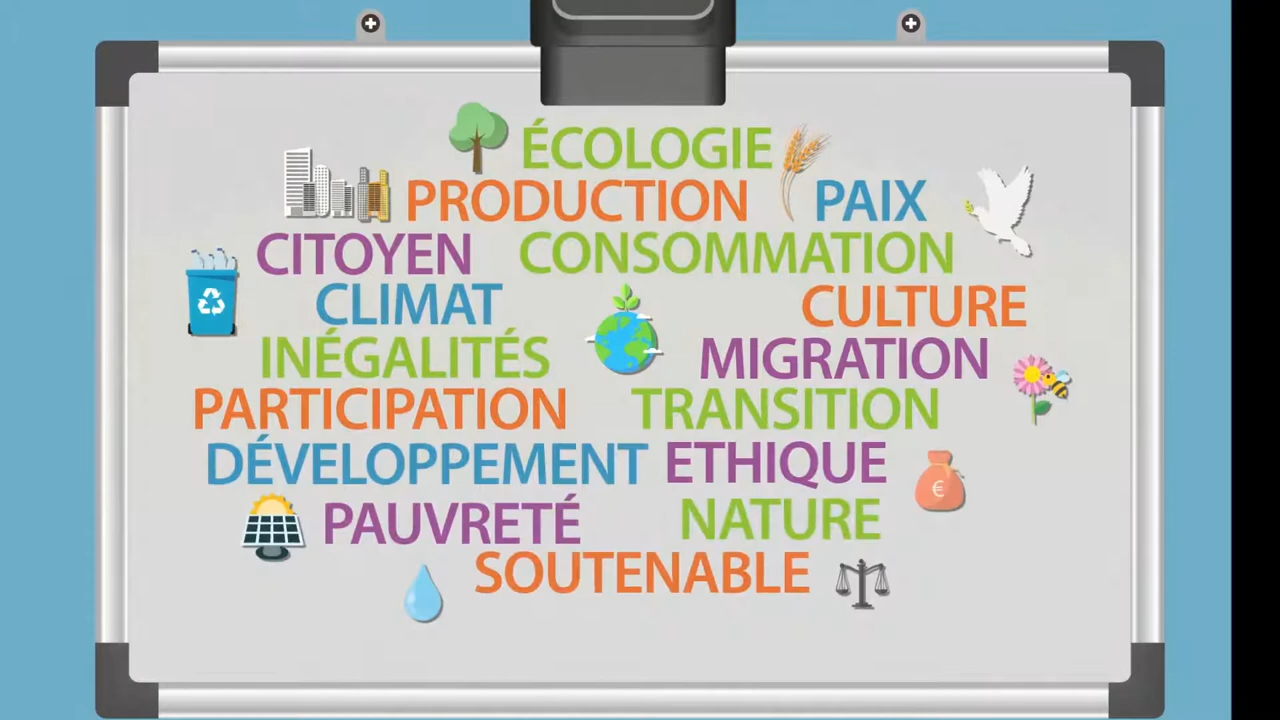 ÉCOLOGIE
PRODUCTION PAIX
CITOYEN CONSOMMATION
CLIMAT CULTURE
INÉGALITÉS MIGRATION
PARTICIPATION TRANSITION
DÉVELOPPEMENT ETHIQUE
€
PAUVRETÉ NATURE
SOUTENABLE